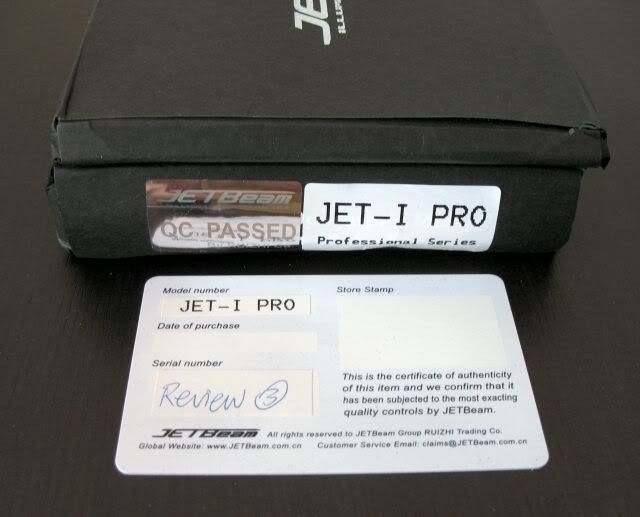 JETBeam
QC PASSED
JET-I PRO
Professional Series
Model number
JET-I PRO
Store Stamp
Date of purchase
Serial number
Review 3
This is the certificate of authenticity
of this item and we confirm that it
has been subjected to the most exacting
quality controls by JETBeam.
JETBeam All rights reserved to JETBeam Group RUIZHI Trading Co.
Global Website: www.JETBeam.com.cn Customer Service Email: claims@JETBeam.com.cn